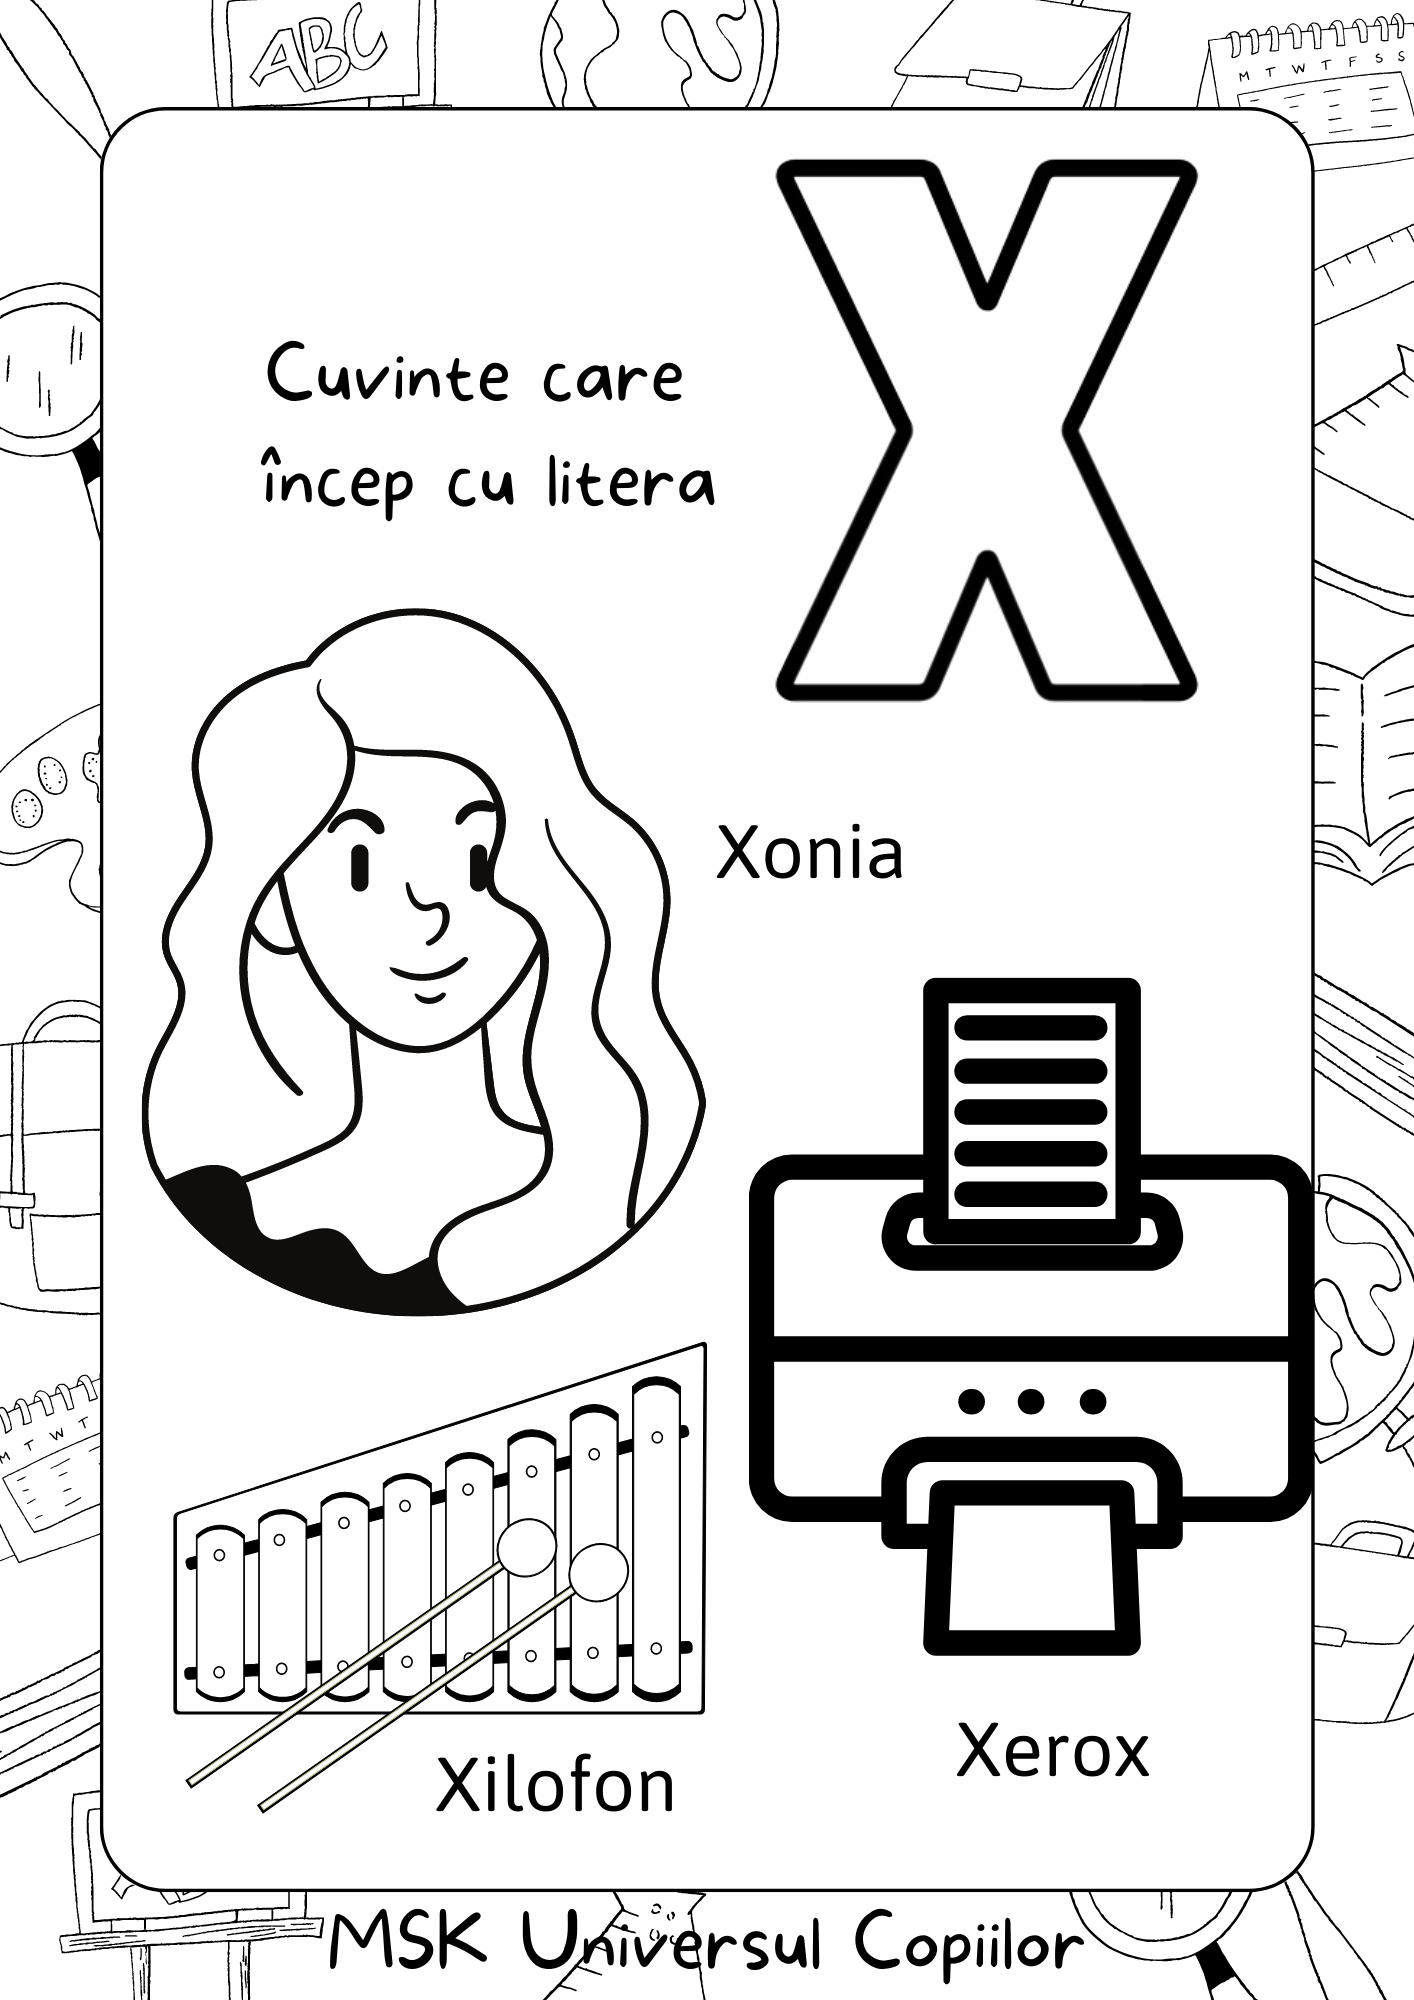 ABC
M T W T F S S
X
Cuvinte care
încep cu litera
Xonia
M T W T
Xerox
Xilofon
MSK Universul Copiilor